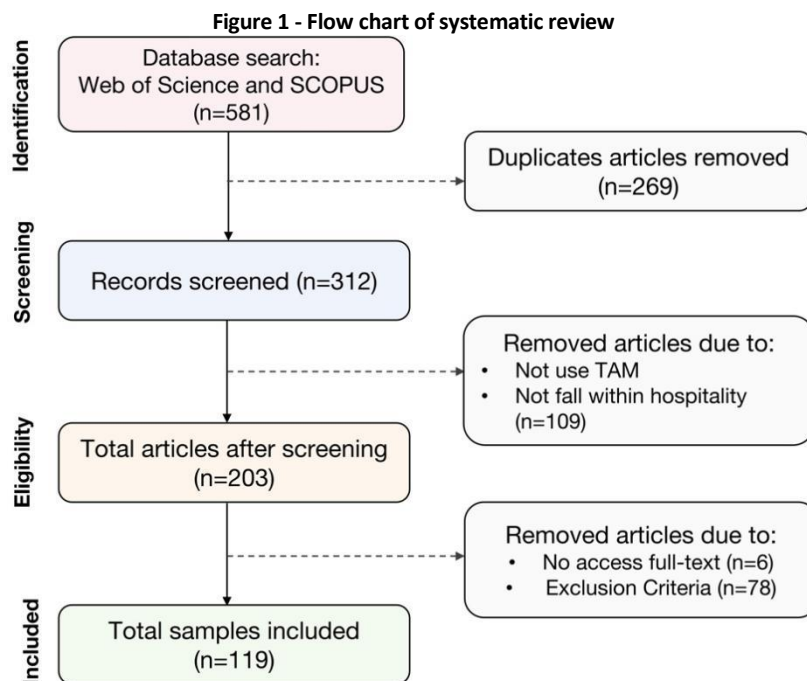 Figure 1 - Flow chart of systematic review
Identification
Database search:
Web of Science and SCOPUS
(n=581)
Duplicates articles removed
(n=269)
Screening
Records screened (n=312)
Removed articles due to:
• Not use TAM
• Not fall within hospitality
(n=109)
Eligibility
Total articles after screening
(n=203)
Removed articles due to:
• No access full-text (n=6)
• Exclusion Criteria (n=78)
Included
Total samples included
(n=119)